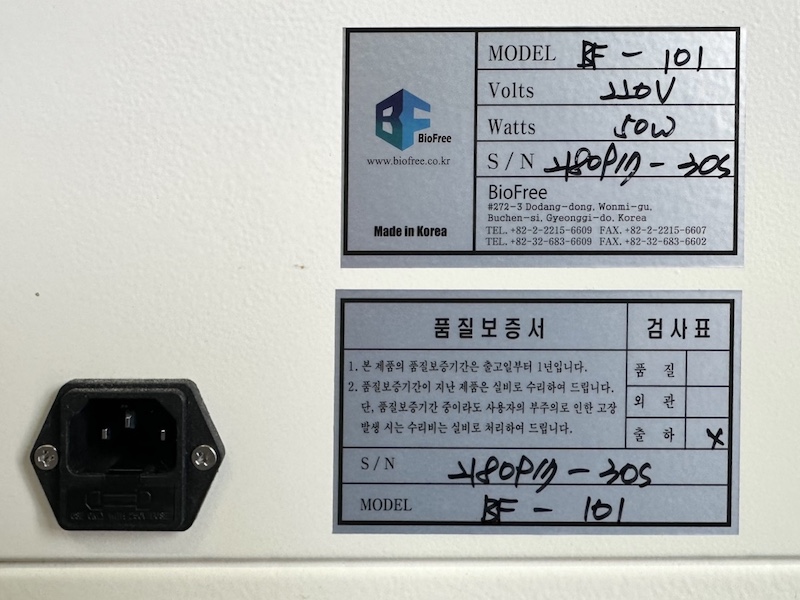 BF
BioFree
www.biofree.co.kr
Made in Korea
MODEL BF - 101
Volts 220V
Watts 50W
S / N
BioFree
#272-3 Dodang-dong, Wonmi-gu,
Buchen-si, Gyeonggi-do. Korea
TEL. +82-2-2215-6609 FAX. +82-2-2215-6607
TEL. +82-32-683-6609 FAX. +82-32-683-6602
품질보증서
1. 본 제품의 품질보증기간은 출고일부터 1년입니다.
2. 품질보증기간이 지난 제품은 실비로 수리하여 드립니다.
단, 품질보증기간 중이라도 사용자의 부주의로 인한 고장
발생 시는 수리비는 실비로 처리하여 드립니다.
검사표
품 질
외 관
출 하
S / N
MODEL BF - 101